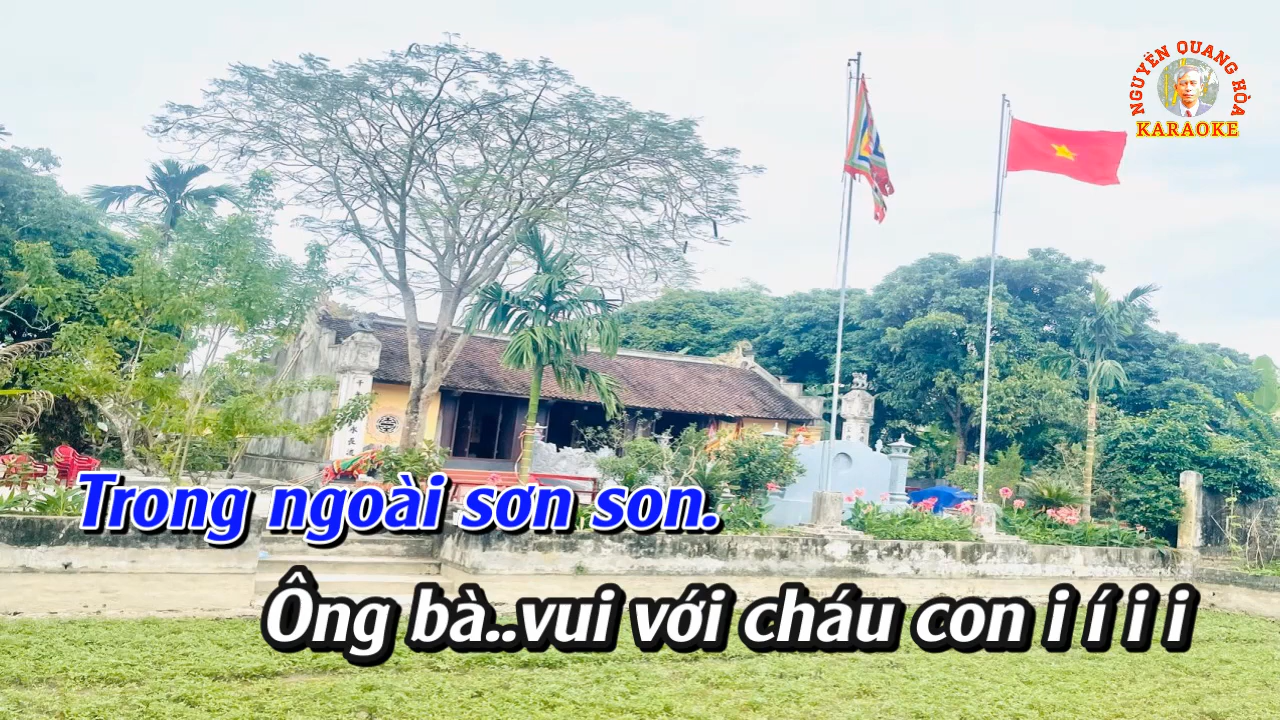 NGUYỄN QUANG HÒA
KARAOKE
Trong ngoài sơn son.
Ông bà..vui với cháu con i í i i